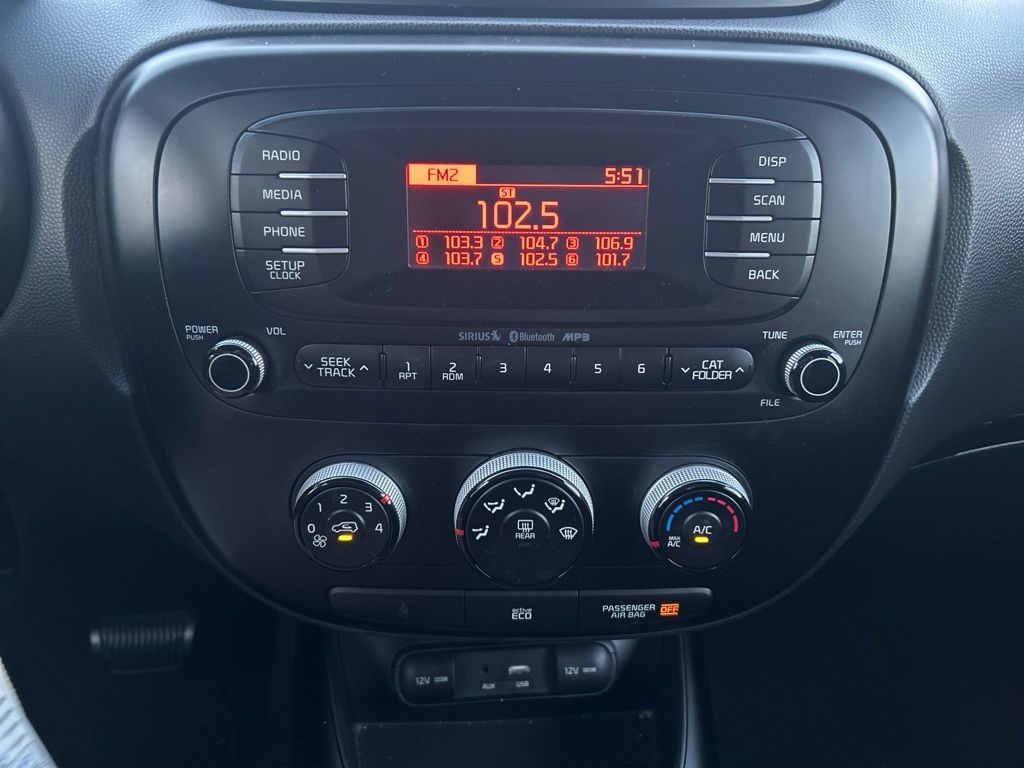 FM2 5:51
ST
102.5
1 103.3 2 104.7 3 106.9
4 103.7 5 102.5 6 101.7
RADIO
MEDIA
PHONE
SETUP
CLOCK
DISP
SCAN
MENU
BACK
POWER
PUSH
VOL
SIRIUS Bluetooth MP3
TUNE
ENTER
PUSH
SEEK
TRACK
1
RPT
2
RDM
3
4
5
6
CAT
FOLDER
FILE
0 1 2 3 4
REAR
A/C
MAX
A/C
active
ECO
PASSENGER
AIR BAG
OFF
12V 120W
AUX
USB
12V 180W